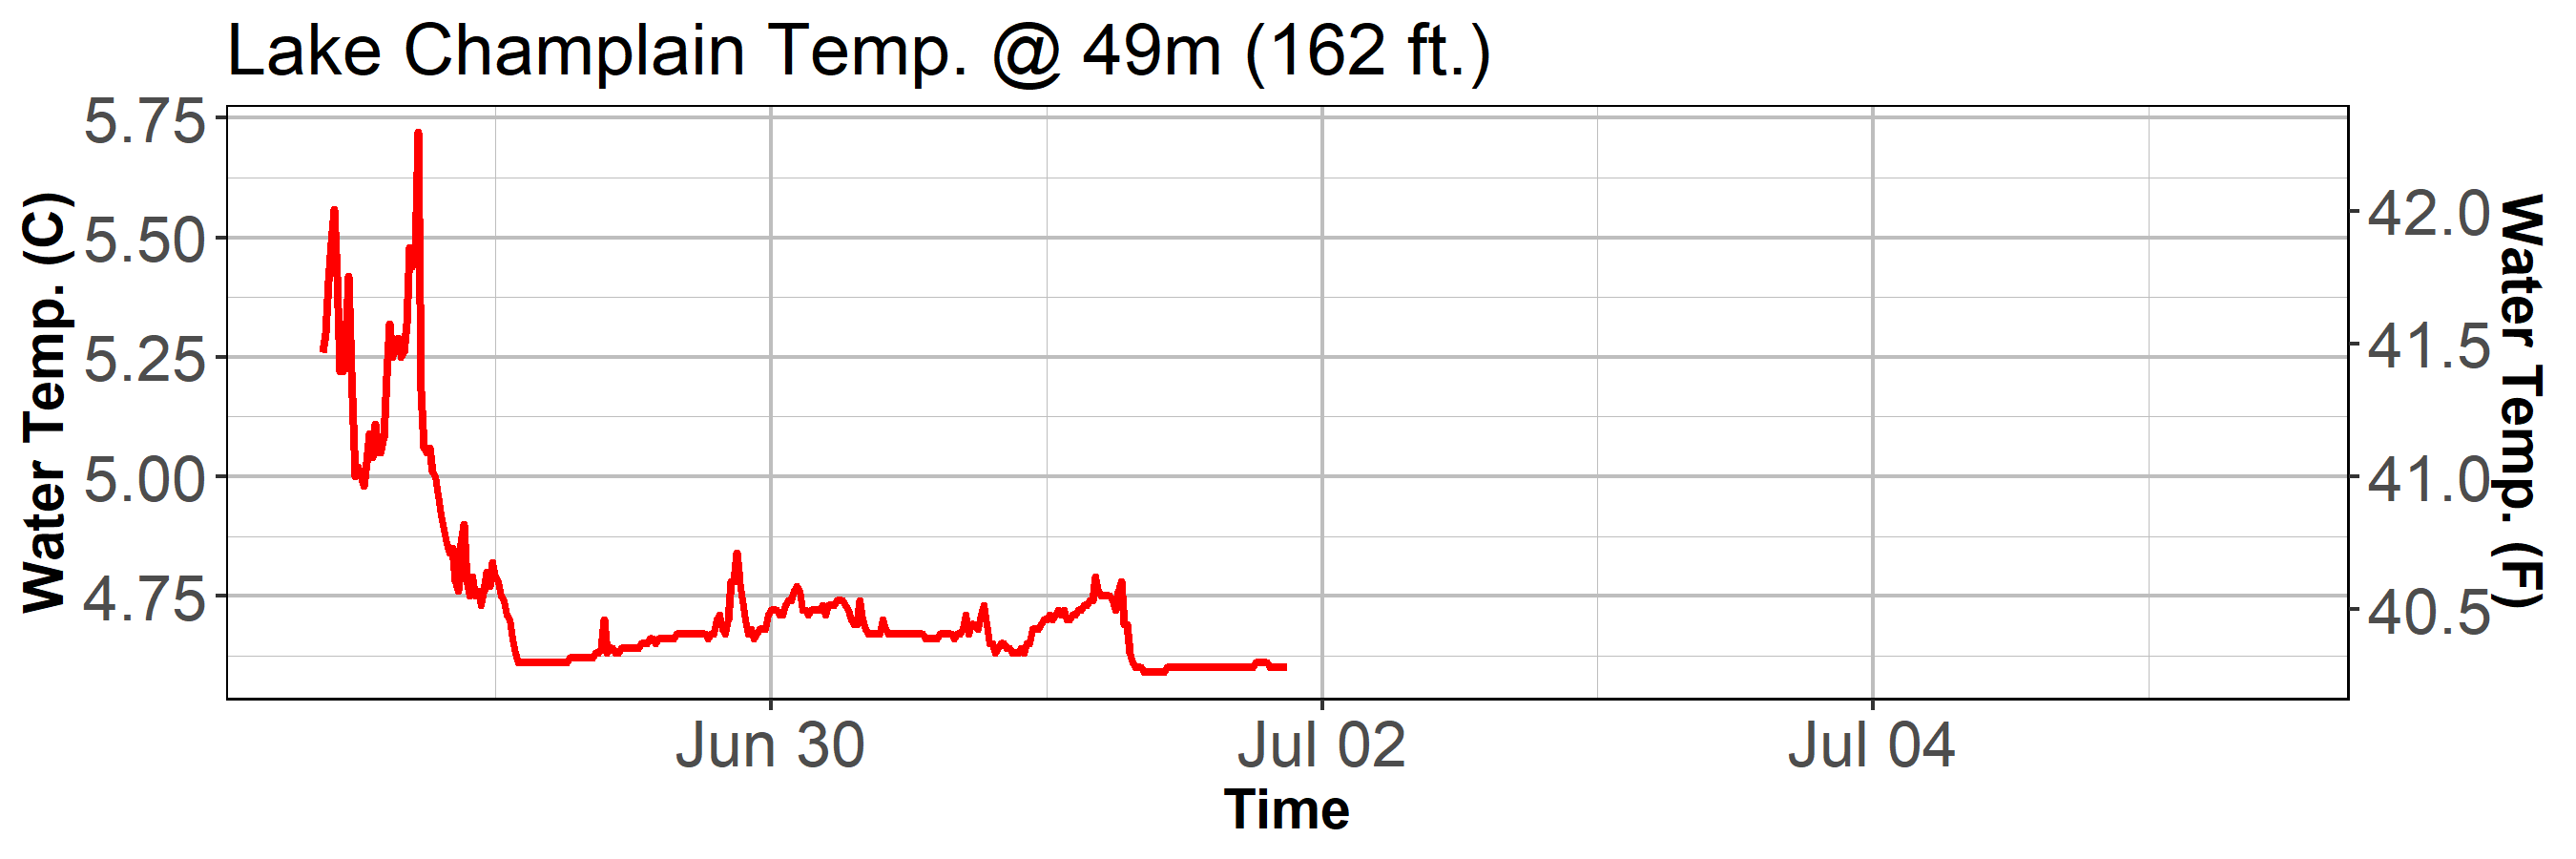 Lake Champlain Temp. @ 49m (162 ft.)
Water Temp. (C)
5.75
5.50
5.25
5.00
4.75
42.0
41.5
41.0
40.5
Water Temp. (F)
Jun 30
Jul 02
Jul 04
Time